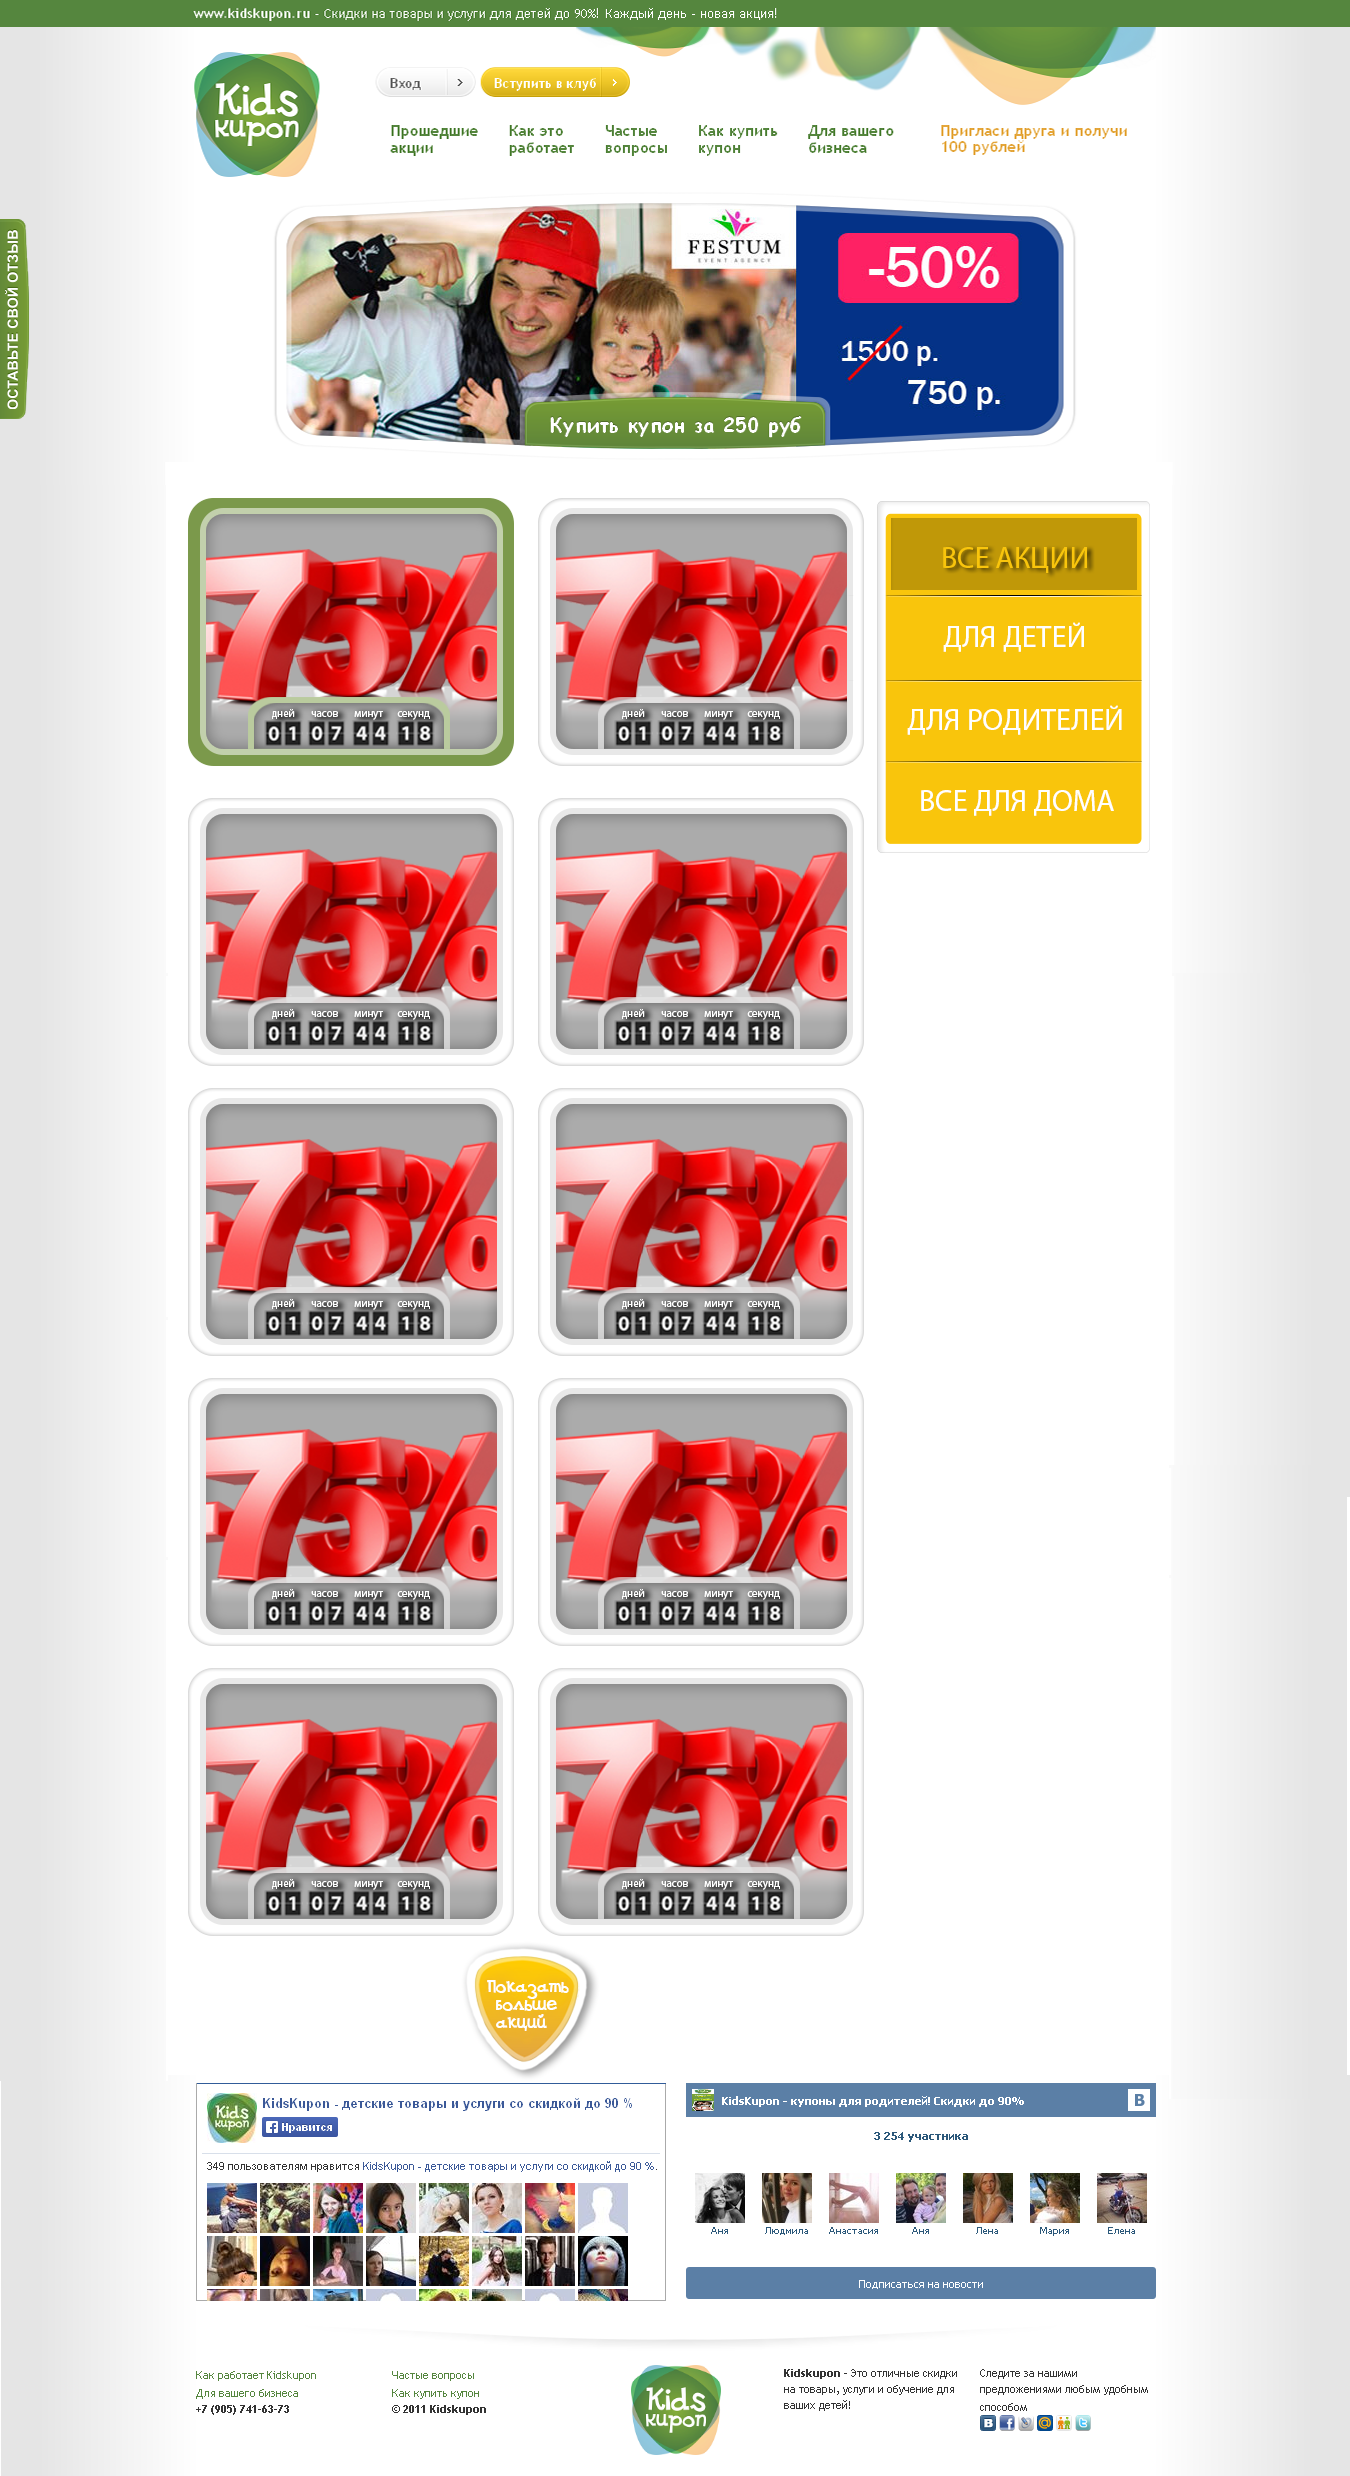 www.kidskupon.ru - Скидки на товары и услуги для детей до 90%! Каждый день - новая акция!
Kids
kupon
Вход
Вступить в клуб
Прошедшие
акции
Как это
работает
Частые
вопросы
Как купить
купон
Для вашего
бизнеса
Пригласи друга и получи
100 рублей
ОСТАВЬТЕ СВОЙ ОТЗЫВ
FESTUM
EVENT AGENCY
-50%
1500 р.
750 р.
Купить купон за 250 руб
-75%
дней часов минут секунд
01 07 44 18
-75%
дней часов минут секунд
01 07 44 18
ВСЕ АКЦИИ
ДЛЯ ДЕТЕЙ
ДЛЯ РОДИТЕЛЕЙ
ВСЕ ДЛЯ ДОМА
-75%
дней часов минут секунд
01 07 44 18
-75%
дней часов минут секунд
01 07 44 18
-75%
дней часов минут секунд
01 07 44 18
-75%
дней часов минут секунд
01 07 44 18
-75%
дней часов минут секунд
01 07 44 18
-75%
дней часов минут секунд
01 07 44 18
-75%
дней часов минут секунд
01 07 44 18
-75%
дней часов минут секунд
01 07 44 18
Показать
больше
акций
Kids
kupon
KidsKupon - детские товары и услуги со скидкой до 90 %
Нравится
349 пользователям нравится KidsKupon - детские товары и услуги со скидкой до 90 %.
KidsKupon - купоны для родителей! Скидки до 90%
В
3 254 участника
Аня Людмила Анастасия Аня Лена Мария Елена
Подписаться на новости
Как работает Kidskupon
Для вашего бизнеса
+7 (905) 741-63-73
Частые вопросы
Как купить купон
© 2011 Kidskupon
Kids
kupon
Kidskupon - Это отличные скидки
на товары, услуги и обучение для
ваших детей!
Следите за нашими
предложениями любым удобным
способом